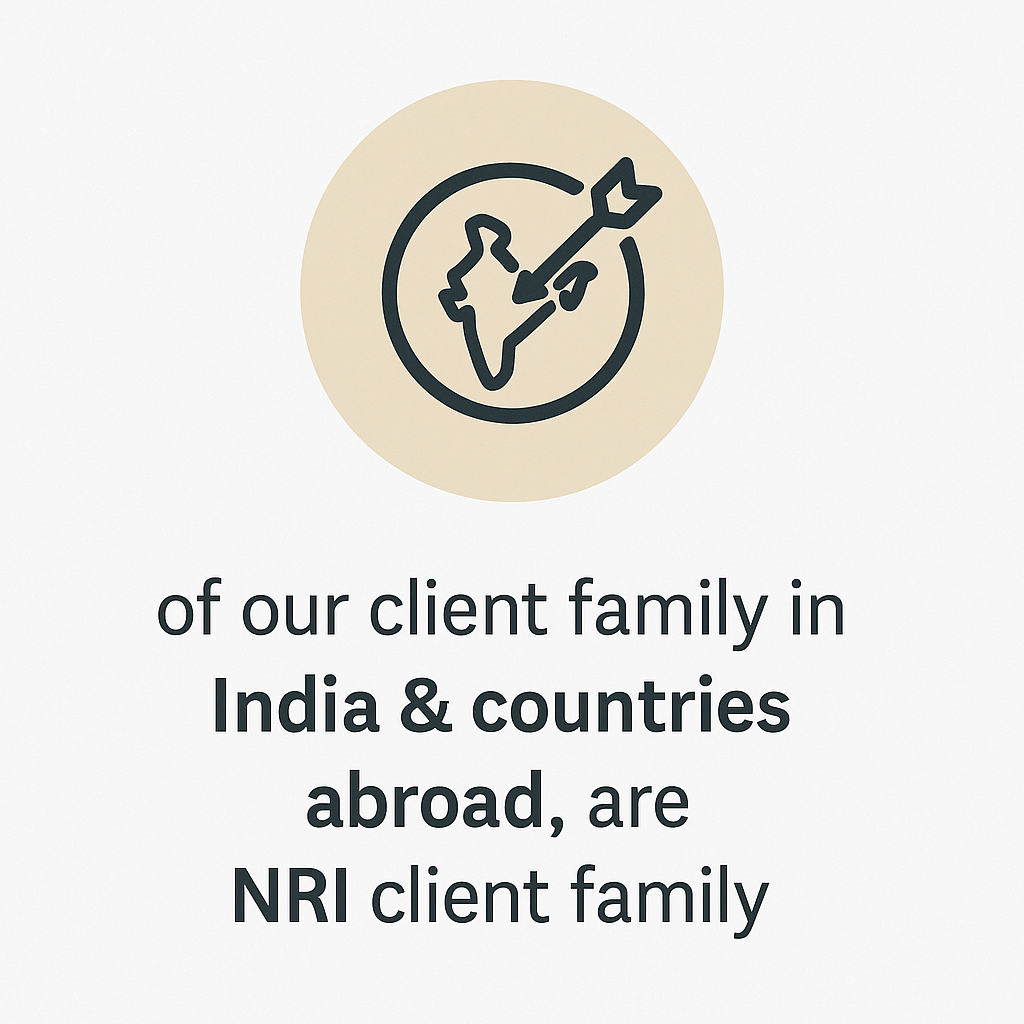 of our client family in
India & countries
abroad, are
NRI client family